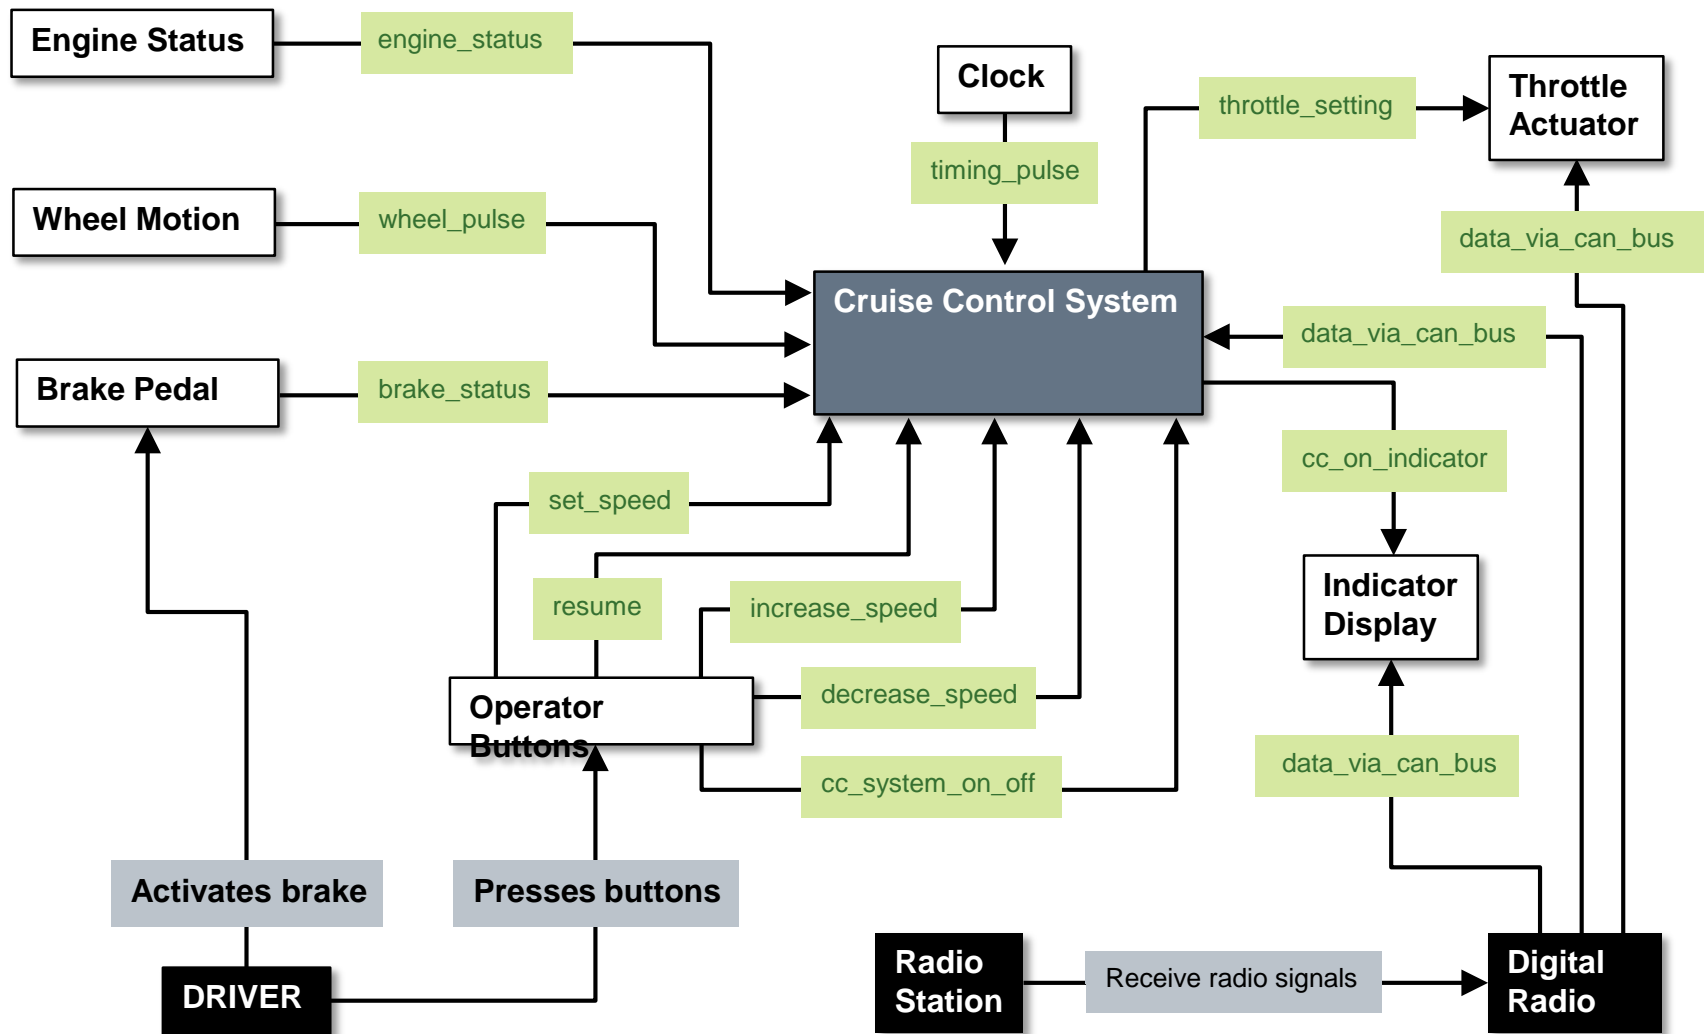 Engine Status
engine_status
Clock
Throttle
Actuator
throttle_setting
timing_pulse
Wheel Motion
wheel_pulse
data_via_can_bus
Cruise Control System
data_via_can_bus
Brake Pedal
brake_status
cc_on_indicator
set_speed
resume
increase_speed
Indicator
Display
decrease_speed
Operator
Buttons
data_via_can_bus
cc_system_on_off
Activates brake
Presses buttons
Radio
Station
Receive radio signals
Digital
Radio
DRIVER